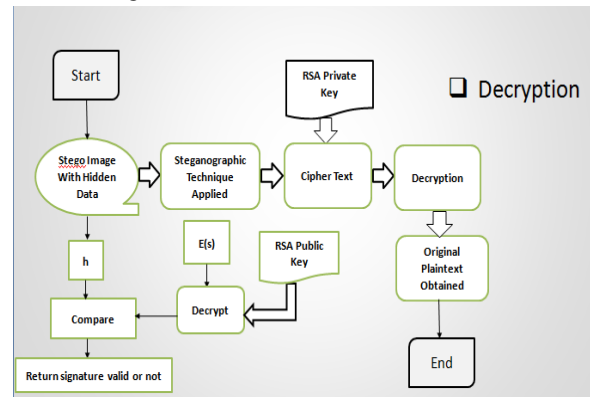 Start
RSA Private
Key
❑ Decryption
Stego Image
With Hidden
Data
Steganographic
Technique
Applied
Cipher Text
Decryption
h
E(s)
RSA Public
Key
Original
Plaintext
Obtained
Compare
Decrypt
Return signature valid or not
End